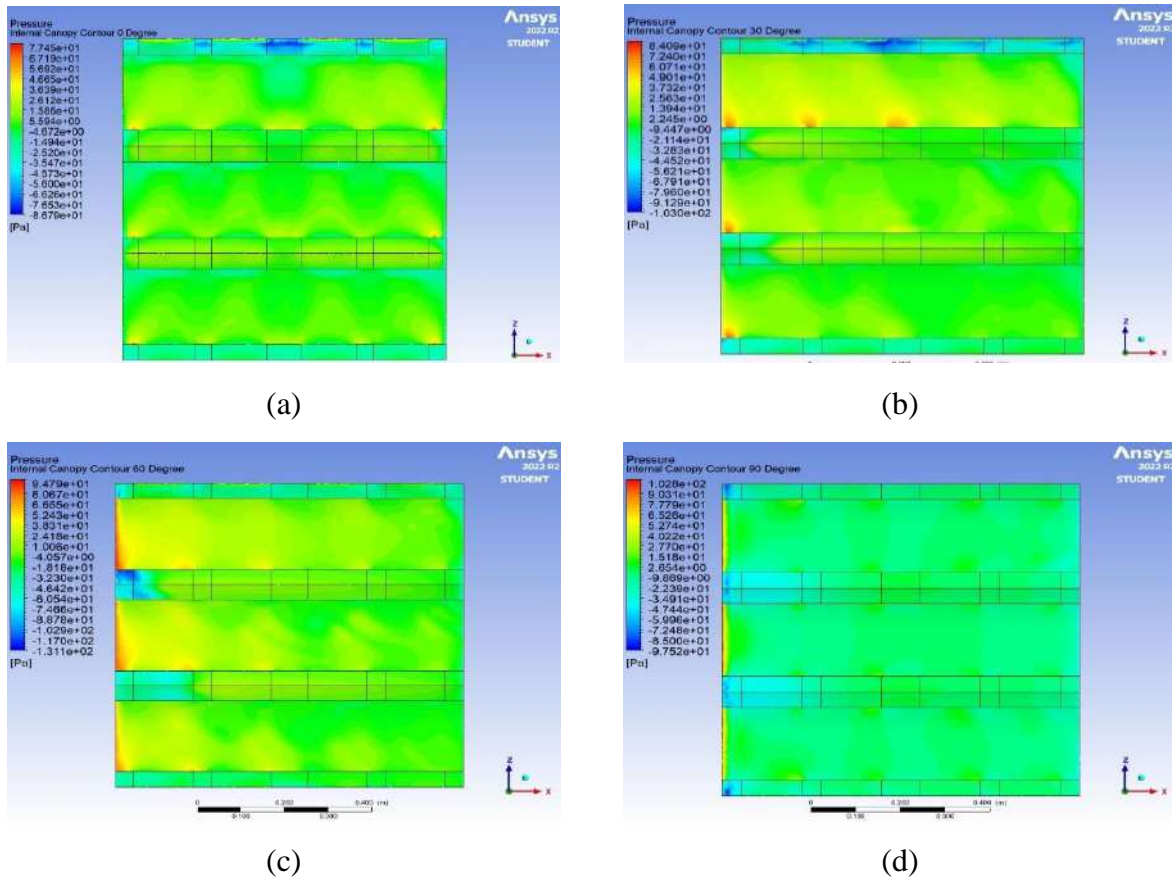 Pressure
Internal Canopy Contour 0 Degree
7.745e+01
6.719e+01
5.692e+01
4.665e+01
3.639e+01
2.612e+01
1.586e+01
5.594e+00
-4.672e+00
-1.494e+01
-2.520e+01
-3.547e+01
-4.573e+01
-5.600e+01
-6.626e+01
-7.653e+01
-8.679e+01
[Pa]
Ansys
2022 R2
STUDENT
Z
X
(a)
Pressure
Internal Canopy Contour 30 Degree
8.409e+01
7.240e+01
6.071e+01
4.901e+01
3.732e+01
2.563e+01
1.394e+01
2.245e+00
-9.447e+00
-2.114e+01
-3.283e+01
-4.452e+01
-5.621e+01
-6.791e+01
-7.960e+01
-9.129e+01
-1.030e+02
[Pa]
Ansys
2022 R2
STUDENT
Z
X
(b)
Pressure
Internal Canopy Contour 60 Degree
9.479e+01
8.067e+01
6.655e+01
5.243e+01
3.831e+01
2.418e+01
1.006e+01
-4.057e+00
-1.818e+01
-3.230e+01
-4.642e+01
-6.054e+01
-7.466e+01
-8.878e+01
-1.029e+02
-1.170e+02
-1.311e+02
[Pa]
Ansys
2022 R2
STUDENT
0 0.200 0.400 (m)
0.100 0.300
Z
X
(c)
Pressure
Internal Canopy Contour 90 Degree
1.028e+02
9.031e+01
7.779e+01
6.526e+01
5.274e+01
4.022e+01
2.770e+01
1.518e+01
2.654e+00
-9.869e+00
-2.239e+01
-3.491e+01
-4.744e+01
-5.996e+01
-7.248e+01
-8.500e+01
-9.752e+01
[Pa]
Ansys
2022 R2
STUDENT
0 0.200 0.400 (m)
0.100 0.300
Z
X
(d)